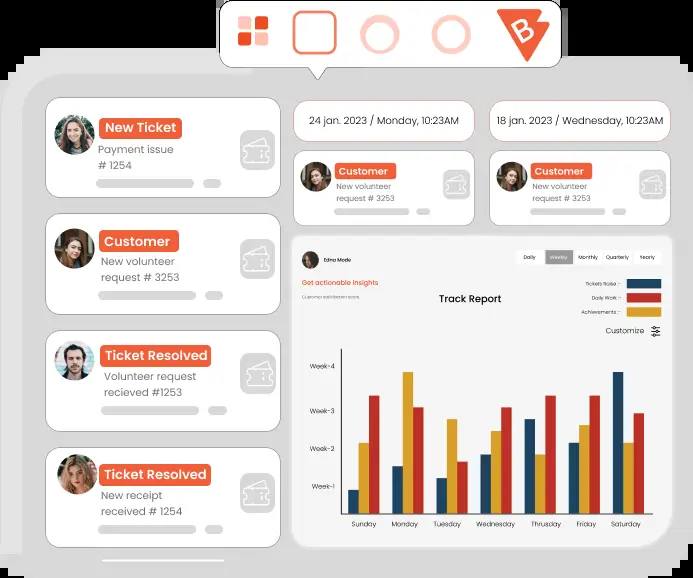 B
New Ticket
Payment issue
# 1254
Customer
New volunteer
request # 3253
Ticket Resolved
Volunteer request
recieved #1253
Ticket Resolved
New receipt
received # 1254
24 jan. 2023 / Monday, 10:23AM
18 jan. 2023 / Wednesday, 10:23AM
Customer
New volunteer
request # 3253
Customer
New volunteer
request # 3253
Edna Mode
Daily Weekly Monthly Quarterly Yearly
Get actionable insights
Customer satisfaction score
Track Report
Tickets Raise :-
Daily Work :-
Achievements :-
Customize
Week-4
Week-3
Week-2
Week-1
Sunday Monday Tuesday Wednesday Thrusday Friday Saturday